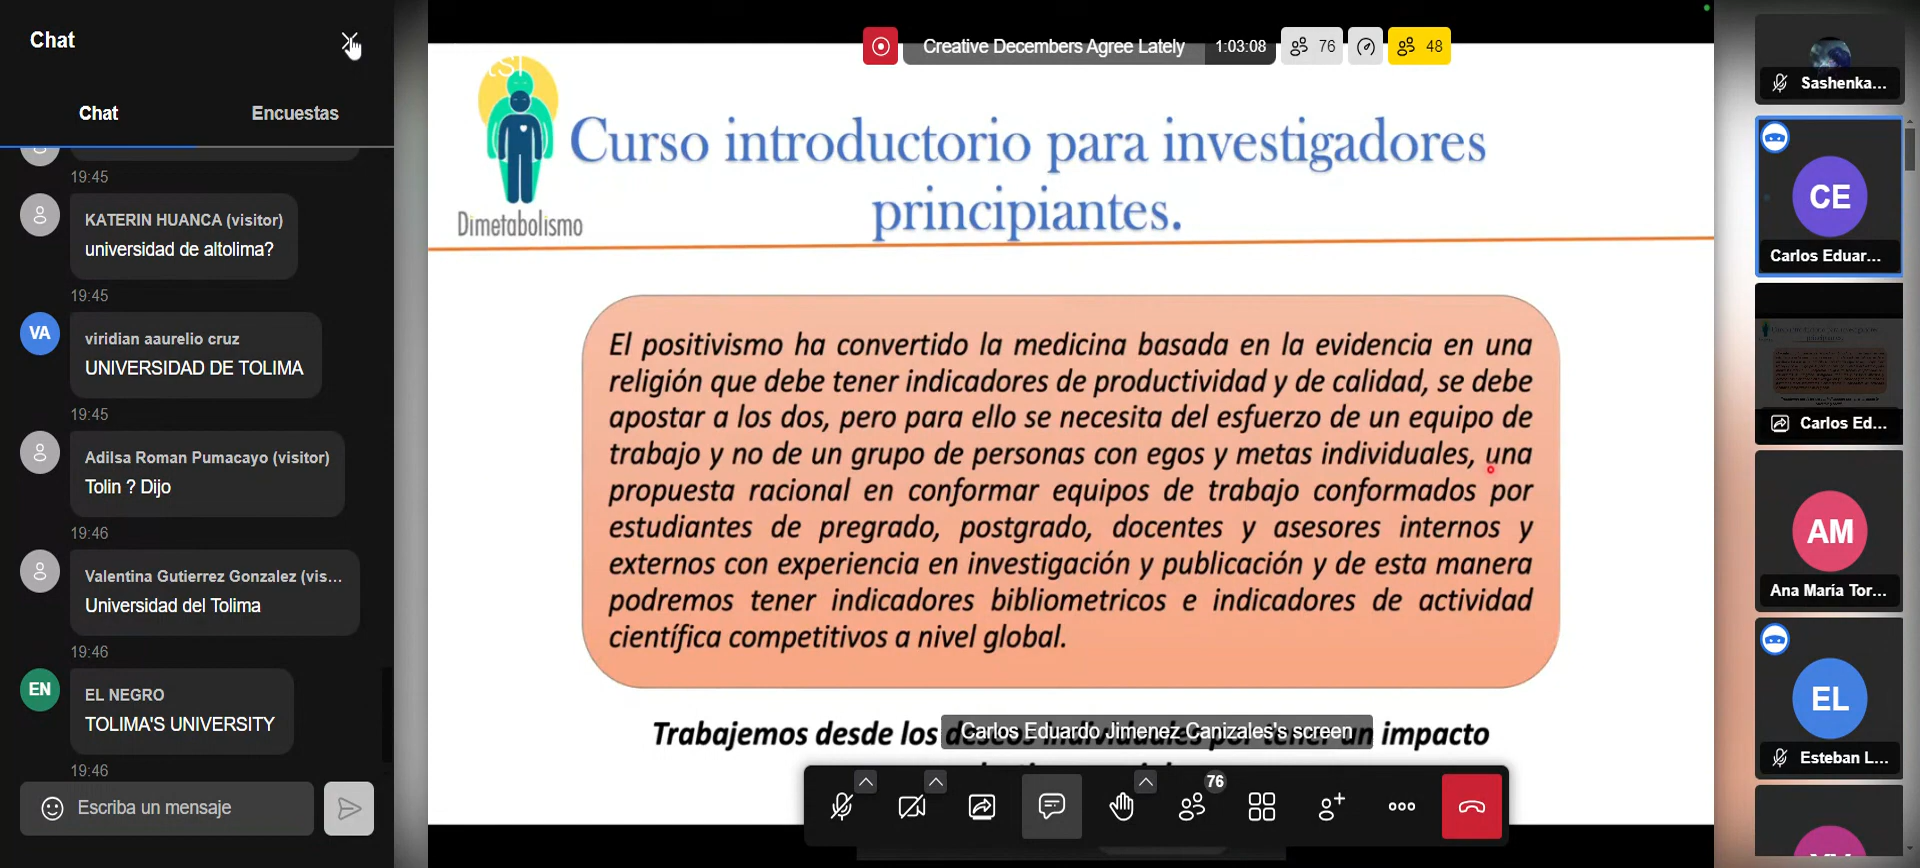 Chat
Chat
Encuestas
19:45
KATERIN HUANCA (visitor)
universidad de altolima?
19:45
VA
viridian aaurelio cruz
UNIVERSIDAD DE TOLIMA
19:45
Adilsa Roman Pumacayo (visitor)
Tolin ? Dijo
19:46
Valentina Gutierrez Gonzalez (vis...
Universidad del Tolima
19:46
EN
EL NEGRO
TOLIMA'S UNIVERSITY
19:46
Escriba un mensaje
Creative Decembers Agree Lately
1:03:08
76
48
Dimetabolismo
Curso introductorio para investigadores
principiantes.
El positivismo ha convertido la medicina basada en la evidencia en una
religión que debe tener indicadores de productividad y de calidad, se debe
apostar a los dos, pero para ello se necesita del esfuerzo de un equipo de
trabajo y no de un grupo de personas con egos y metas individuales, una
propuesta racional en conformar equipos de trabajo conformados por
estudiantes de pregrado, postgrado, docentes y asesores internos y
externos con experiencia en investigación y publicación y de esta manera
podremos tener indicadores bibliometricos e indicadores de actividad
científica competitivos a nivel global.
Trabajemos desde los deseos individuales por tener un impacto
Carlos Eduardo Jimenez Canizales's screen
76
Sashenka...
CE
Carlos Eduar...
Carlos Ed...
AM
Ana María Tor...
EL
Esteban L...